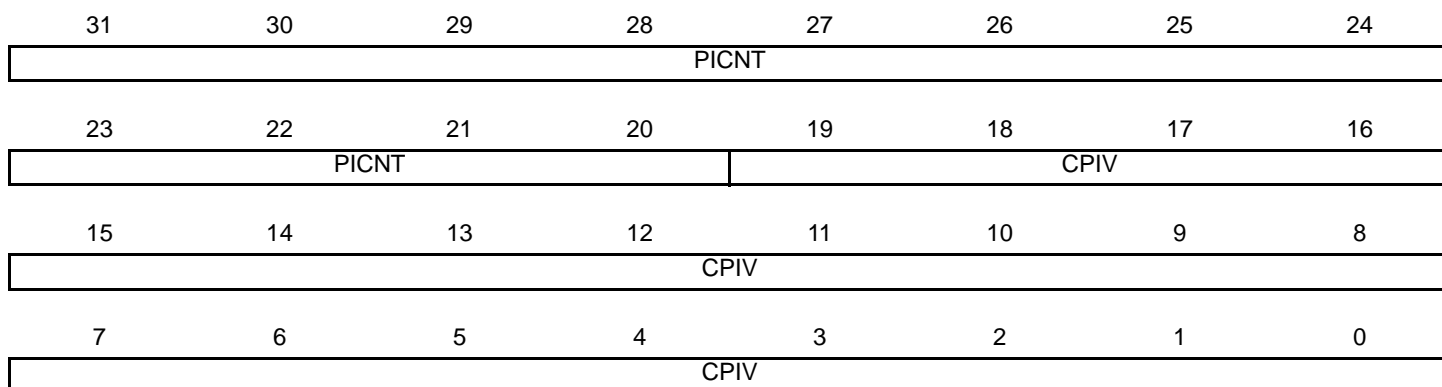 31 30 29 28 27 26 25 24
PICNT
23 22 21 20 19 18 17 16
PICNT CPIV
15 14 13 12 11 10 9 8
CPIV
7 6 5 4 3 2 1 0
CPIV